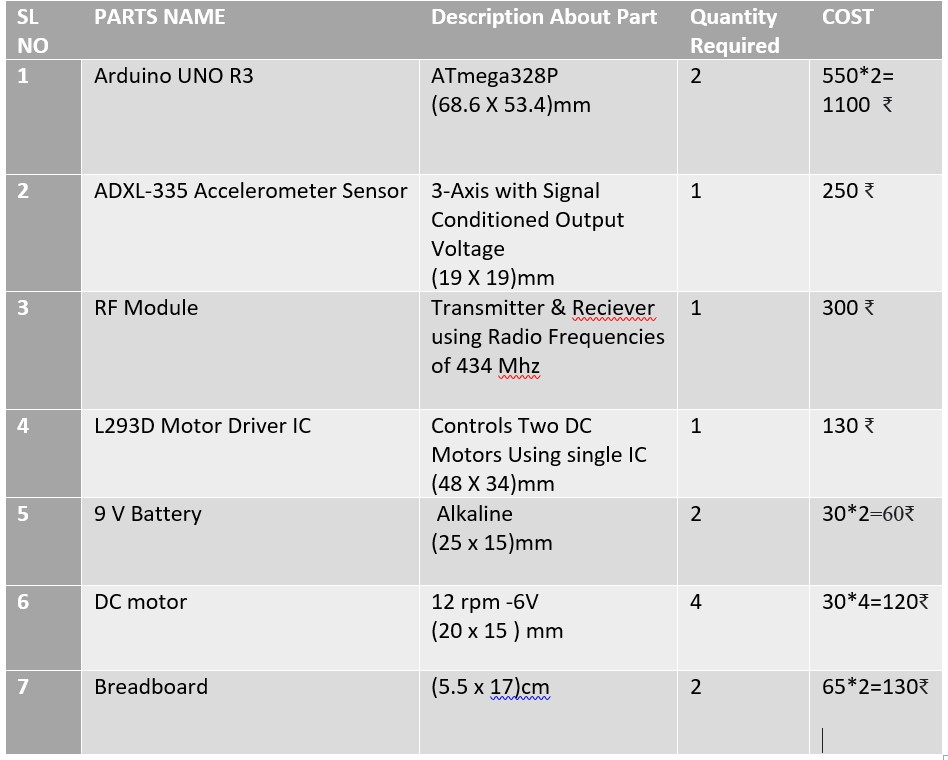 SL NO PARTS NAME Description About Part Quantity Required COST
1 Arduino UNO R3 ATmega328P 2 550*2=
(68.6 X 53.4)mm 1100 ₹
2 ADXL-335 Accelerometer Sensor 3-Axis with Signal 1 250 ₹
Conditioned Output
Voltage
(19 X 19)mm
3 RF Module Transmitter & Reciever 1 300 ₹
using Radio Frequencies
of 434 Mhz
4 L293D Motor Driver IC Controls Two DC 1 130 ₹
Motors Using single IC
(48 X 34)mm
5 9 V Battery Alkaline 2 30*2=60₹
(25 x 15)mm
6 DC motor 12 rpm -6V 4 30*4=120₹
(20 x 15 ) mm
7 Breadboard (5.5 x 17)cm 2 65*2=130₹